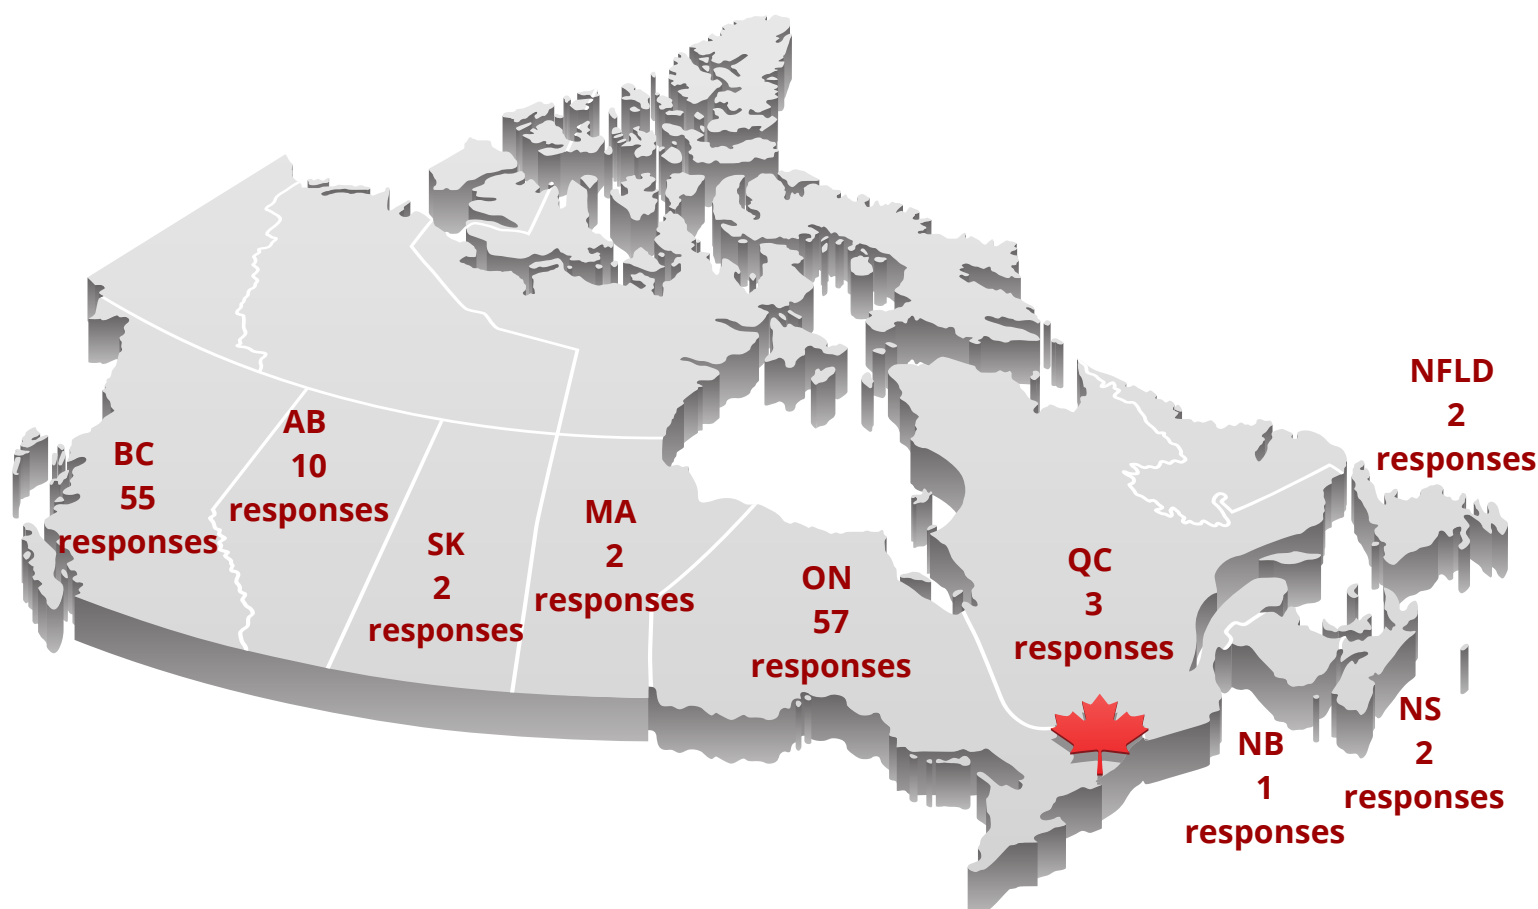 BC
55
responses
AB
10
responses
SK
2
responses
MA
2
responses
ON
57
responses
QC
3
responses
NFLD
2
responses
NB
1
responses
NS
2
responses